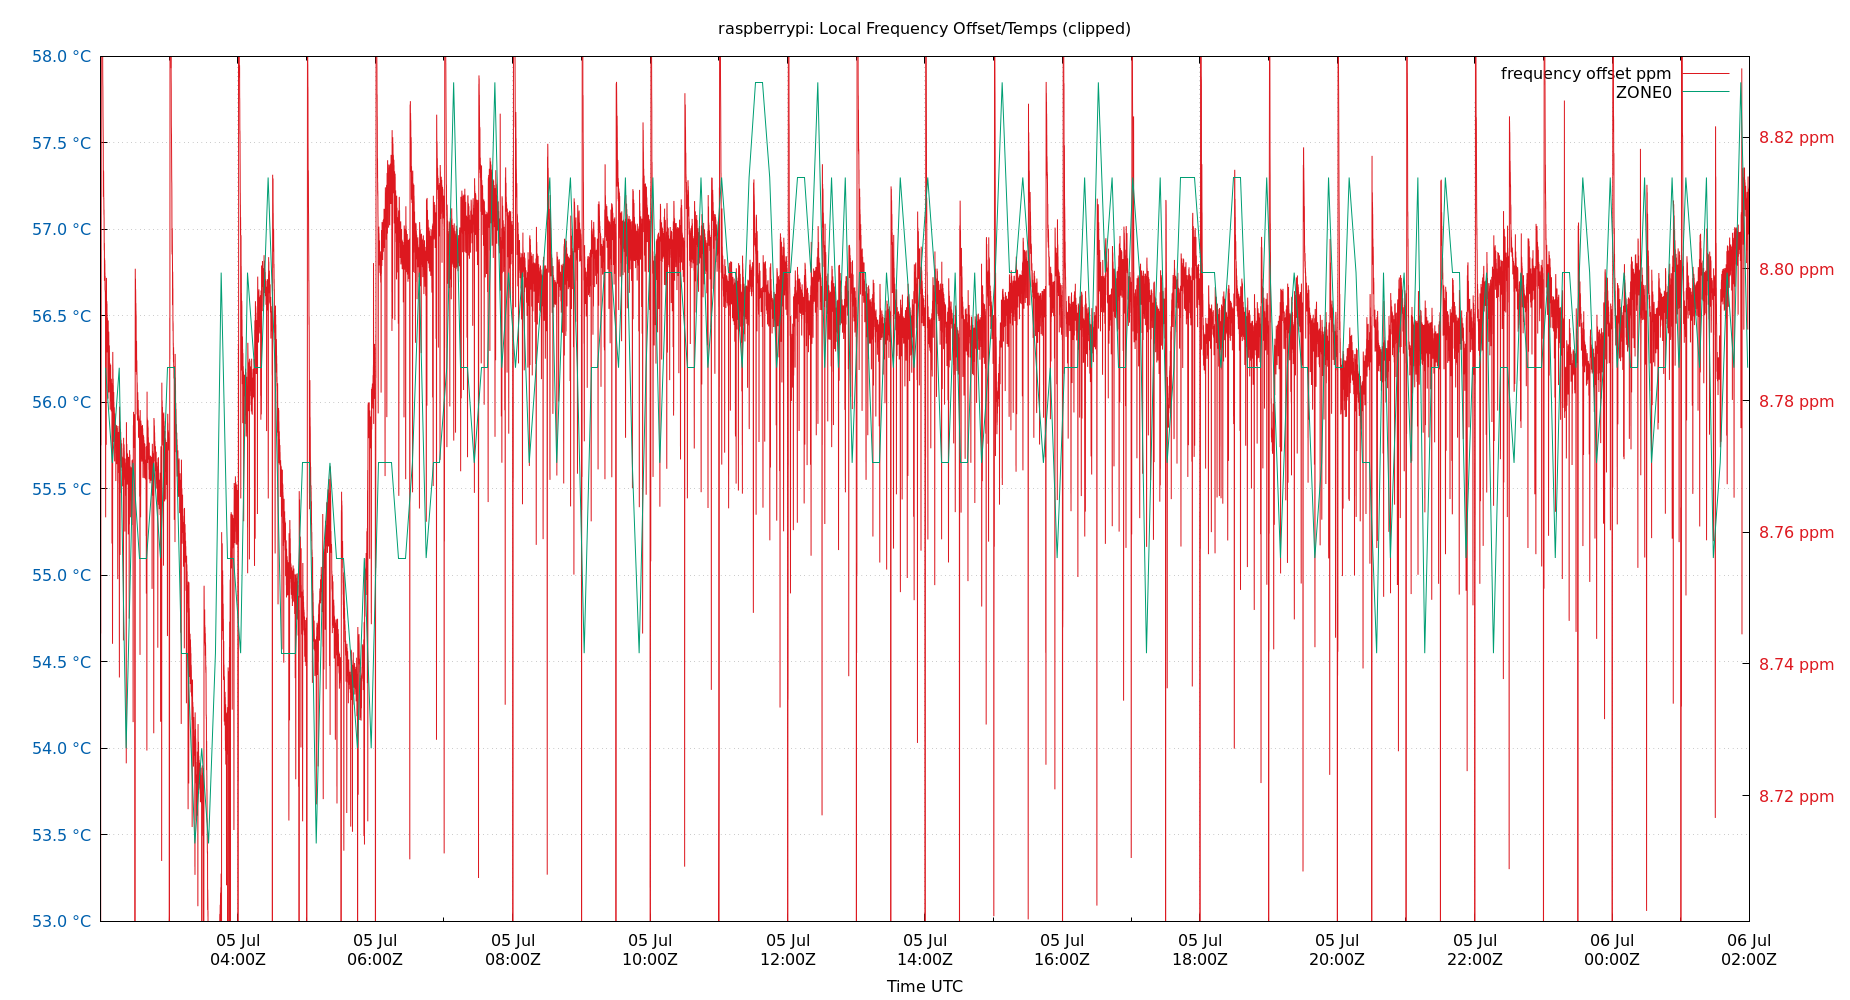 raspberrypi: Local Frequency Offset/Temps (clipped)
frequency offset ppm
ZONE0
58.0 °C
57.5 °C
57.0 °C
56.5 °C
56.0 °C
55.5 °C
55.0 °C
54.5 °C
54.0 °C
53.5 °C
53.0 °C
8.82 ppm
8.80 ppm
8.78 ppm
8.76 ppm
8.74 ppm
8.72 ppm
05 Jul 05 Jul 05 Jul 05 Jul 05 Jul 05 Jul 05 Jul 05 Jul 05 Jul 05 Jul 06 Jul 06 Jul
04:00Z 06:00Z 08:00Z 10:00Z 12:00Z 14:00Z 16:00Z 18:00Z 20:00Z 22:00Z 00:00Z 02:00Z
Time UTC